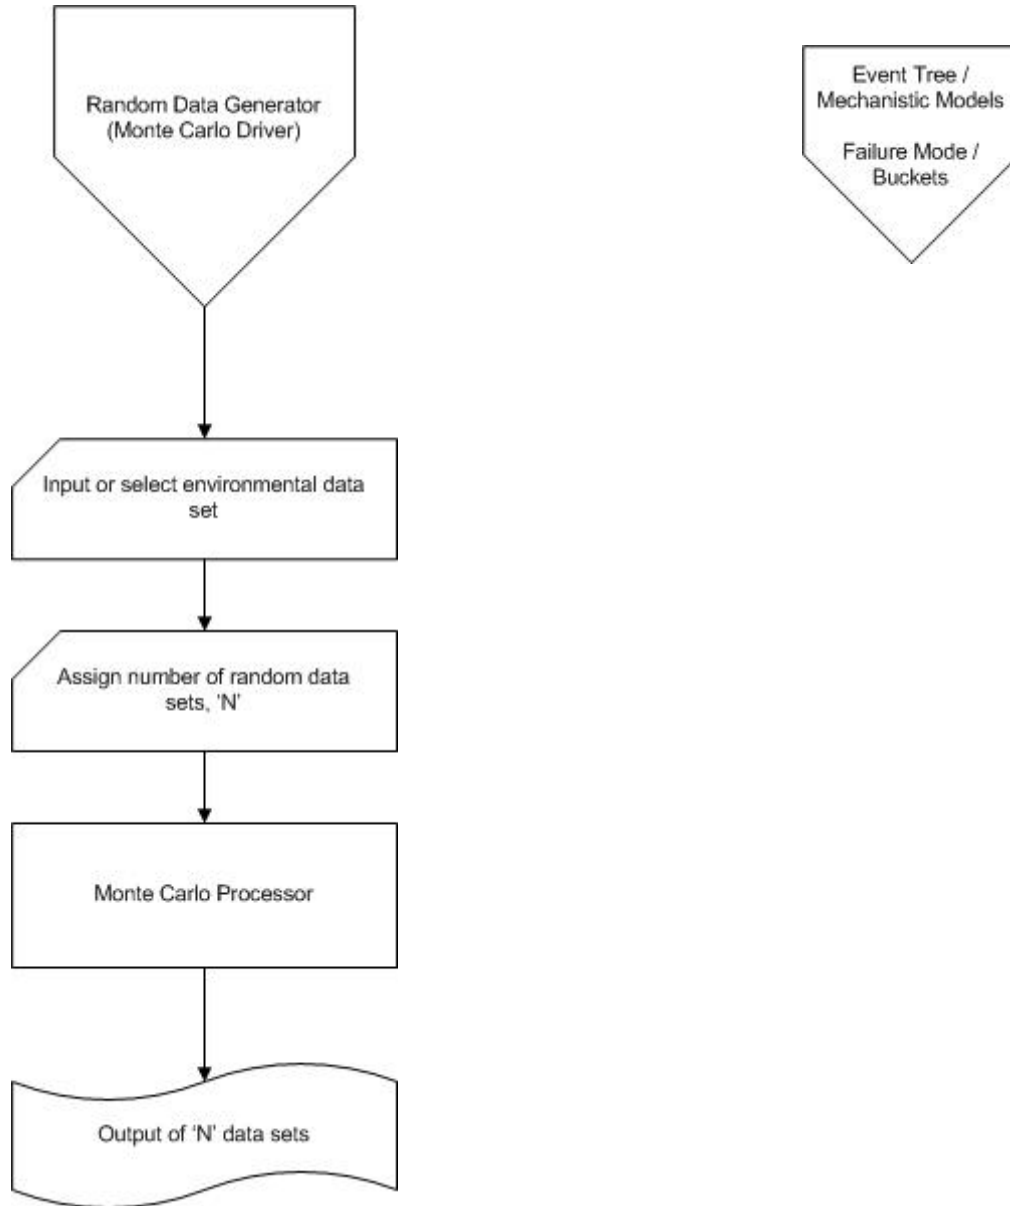 Random Data Generator
(Monte Carlo Driver)
Event Tree /
Mechanistic Models
Failure Mode /
Buckets
Input or select environmental data
set
Assign number of random data
sets, ‘N’
Monte Carlo Processor
Output of ‘N’ data sets